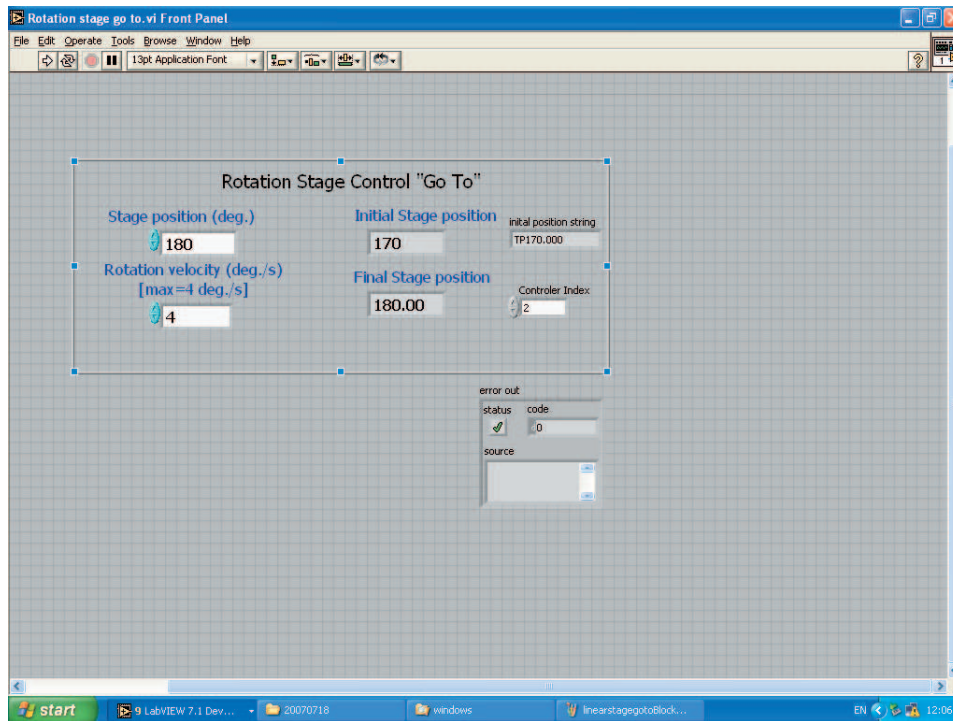 Rotation stage go to.vi Front Panel
File Edit Operate Tools Browse Window Help
13pt Application Font
1
Rotation Stage Control "Go To"
Stage position (deg.)
180
Initial Stage position
170
inital position string
TP170.000
Rotation velocity (deg./s)
[max=4 deg./s]
4
Final Stage position
180.00
Controler Index
2
error out
status code
0
source
start
9 LabVIEW 7.1 Dev...
20070718
windows
linearstagegotoBlock...
EN
12:06